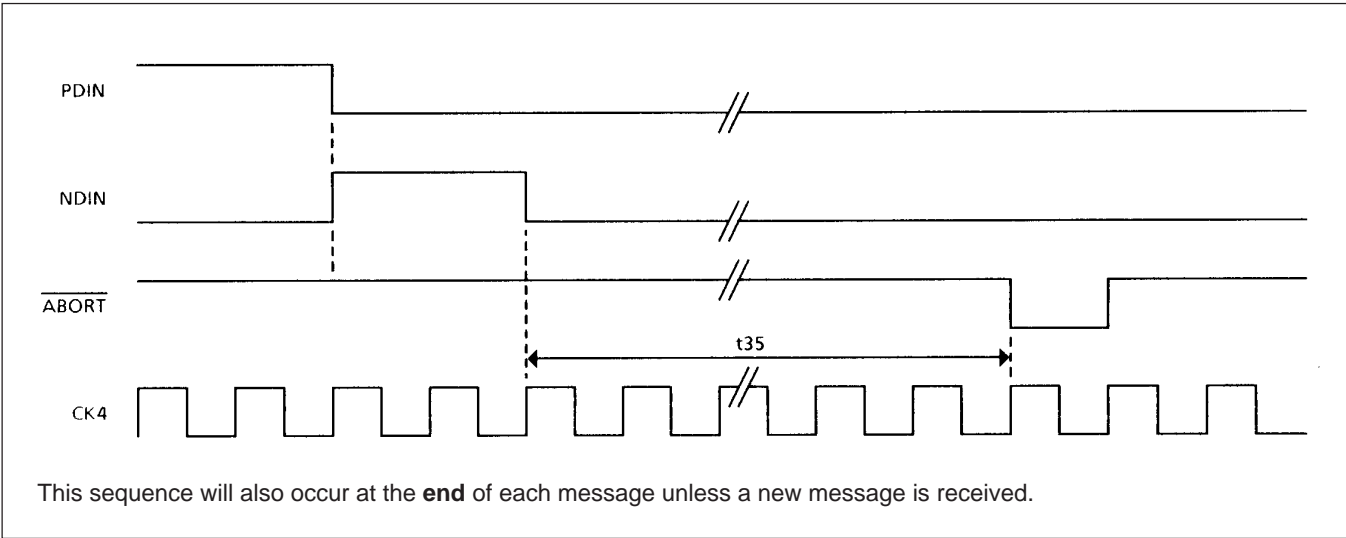 PDIN
NDIN
ABORT
t35
CK4
This sequence will also occur at the end of each message unless a new message is received.